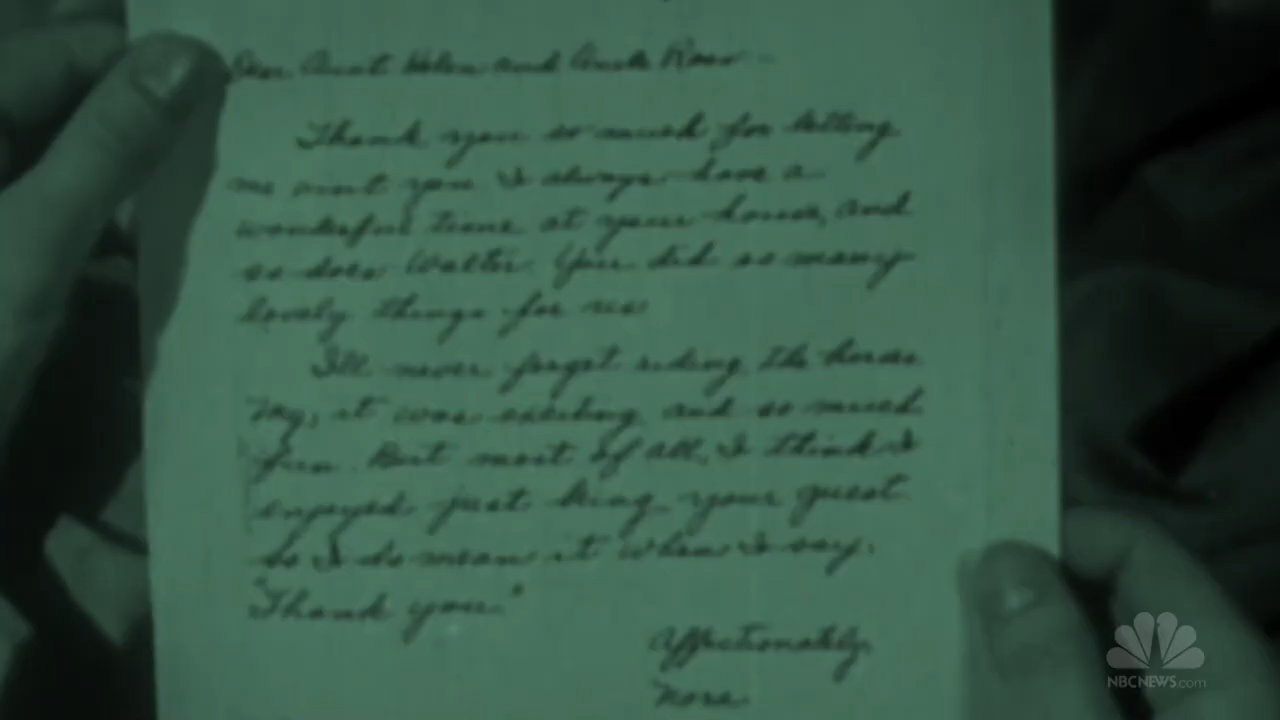 Dear Aunt Helen and Uncle Ross -
Thank you so much for letting
me visit you. I always have a
wonderful time at your house, and
so does Walter. You did so many
lovely things for us.
I'll never forget riding the horses.
My, it was exciting and so much
fun. But most of all, I think I
enjoyed just being your guest
so I do mean it when I say,
"Thank you."
Affectionately,
Nora
NBCNEWS.com